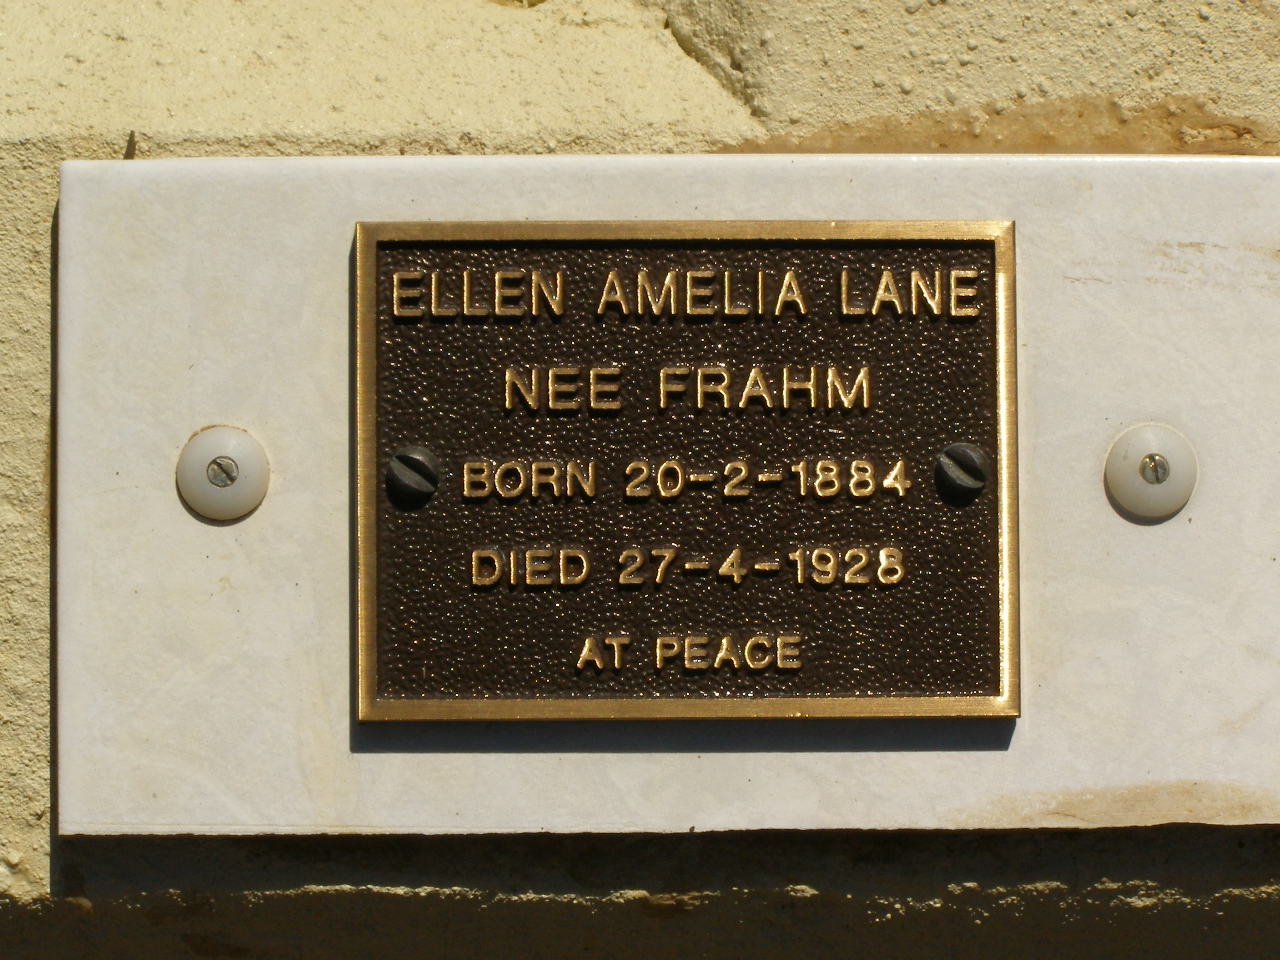 ELLEN AMELIA LANE
NEE FRAHM
BORN 20-2-1884
DIED 27-4-1928
AT PEACE